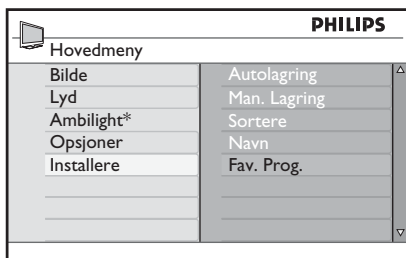 PHILIPS
Hovedmeny
Bilde
Lyd
Ambilight*
Opsjoner
Installere
Autolagring
Man. Lagring
Sortere
Navn
Fav. Prog.